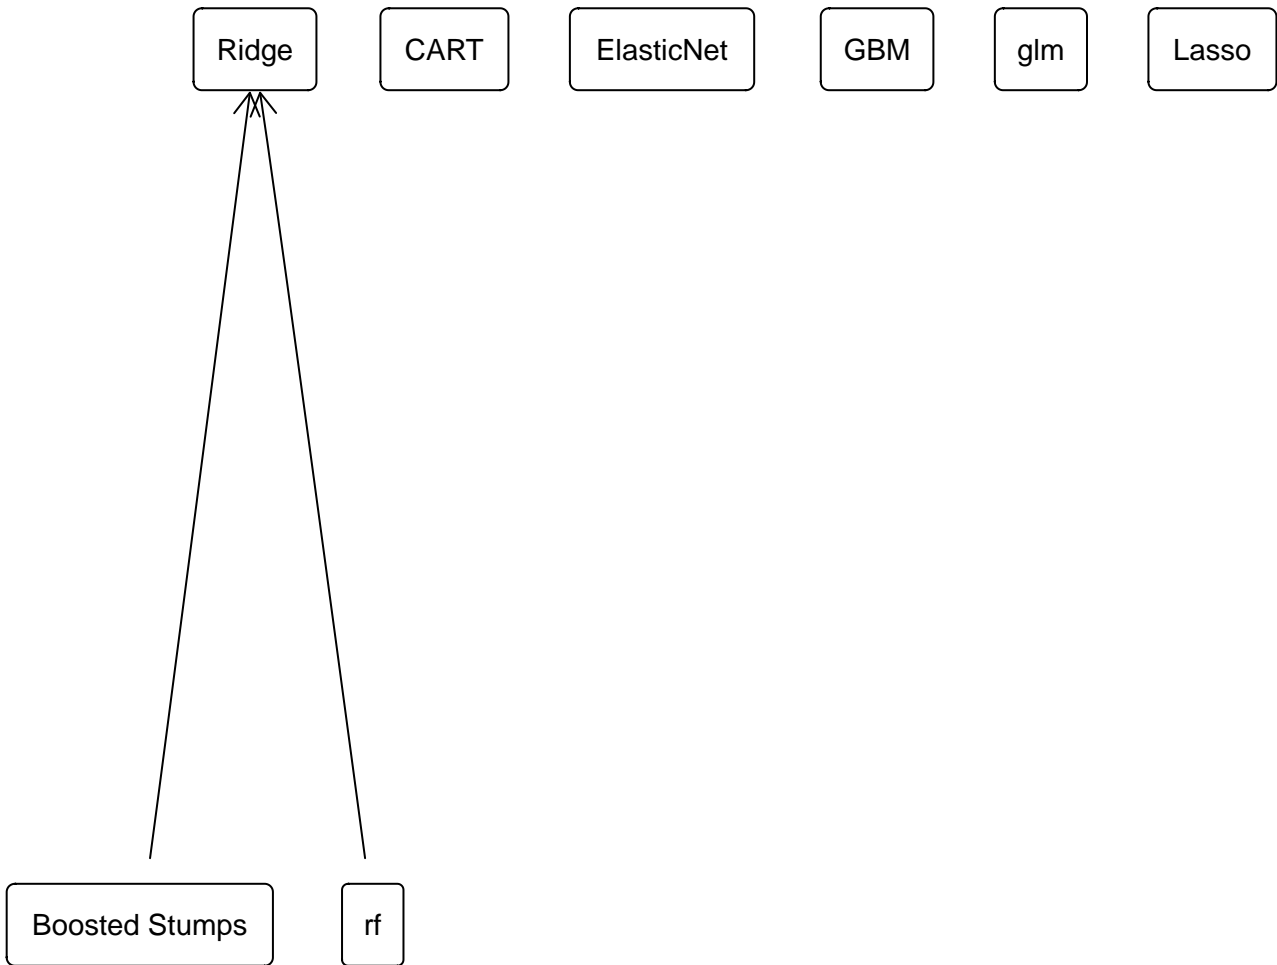 Ridge
CART
ElasticNet
GBM
glm
Lasso
Boosted Stumps
rf